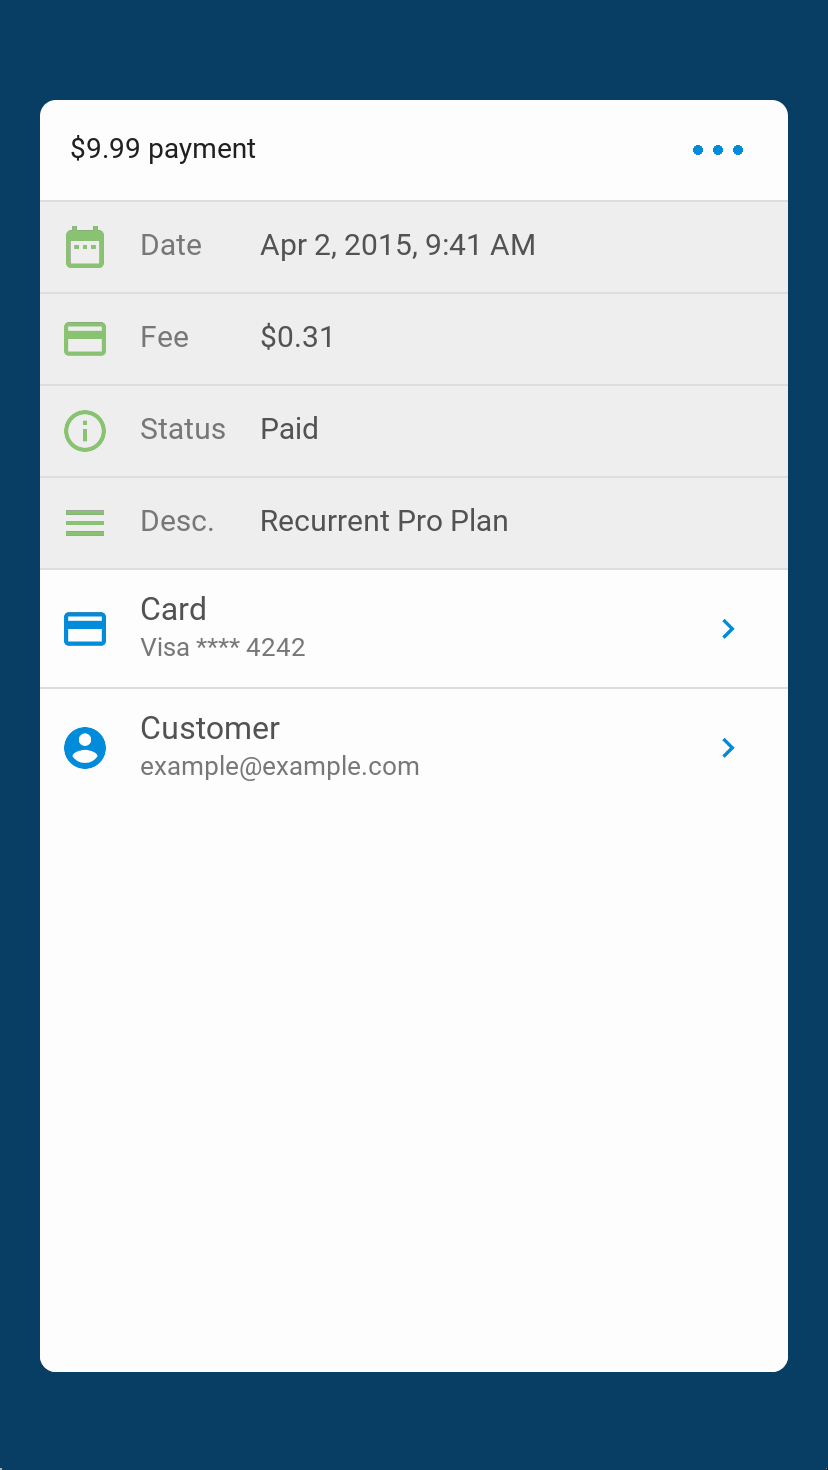 $9.99 payment
Date Apr 2, 2015, 9:41 AM
Fee $0.31
Status Paid
Desc. Recurrent Pro Plan
Card
Visa **** 4242
Customer
example@example.com